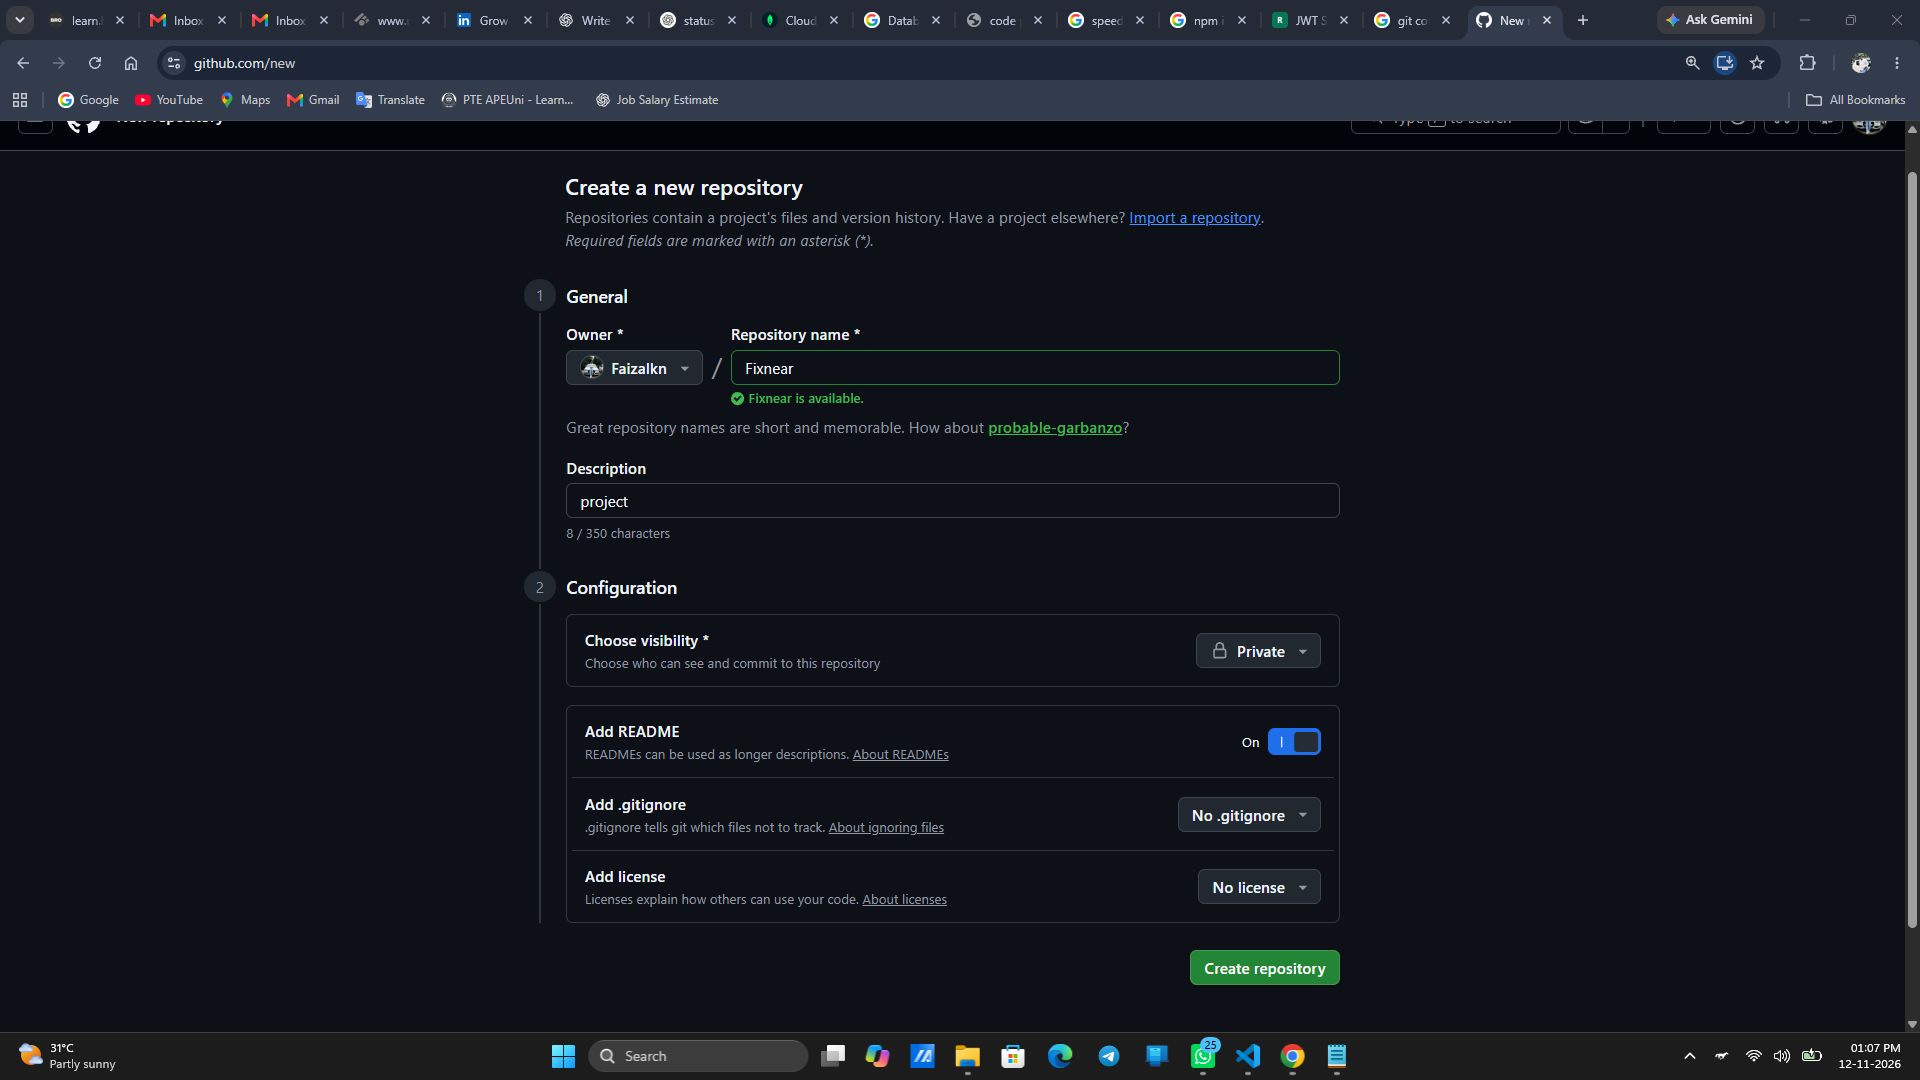 learn.
Inbox
Inbox
www.
Grow
Write
status
Cloud
Datab
code
speed
npm i
JWT S
git co
New
Ask Gemini
github.com/new
Google
YouTube
Maps
Gmail
Translate
PTE APEUni - Learn...
Job Salary Estimate
All Bookmarks
New repository
Type / to search
Create a new repository
Repositories contain a project's files and version history. Have a project elsewhere? Import a repository.
Required fields are marked with an asterisk (*).
1 General
Owner *
Repository name *
Faizalkn / Fixnear
Fixnear is available.
Great repository names are short and memorable. How about probable-garbanzo?
Description
project
8 / 350 characters
2 Configuration
Choose visibility *
Choose who can see and commit to this repository
Private
Add README
READMEs can be used as longer descriptions. About READMEs
On
Add .gitignore
.gitignore tells git which files not to track. About ignoring files
No .gitignore
Add license
Licenses explain how others can use your code. About licenses
No license
Create repository
31°C
Partly sunny
Search
25
01:07 PM
12-11-2026